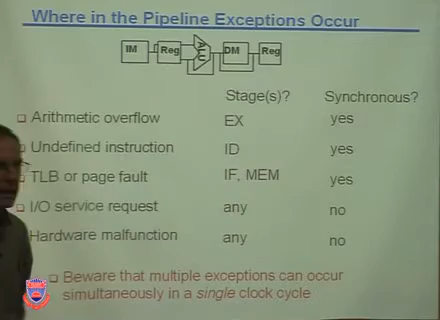 Where in the Pipeline Exceptions Occur
IM Reg ALU DM Reg
Stage(s)? Synchronous?
Arithmetic overflow EX yes
Undefined instruction ID yes
TLB or page fault IF, MEM yes
I/O service request any no
Hardware malfunction any no
Beware that multiple exceptions can occur
simultaneously in a single clock cycle